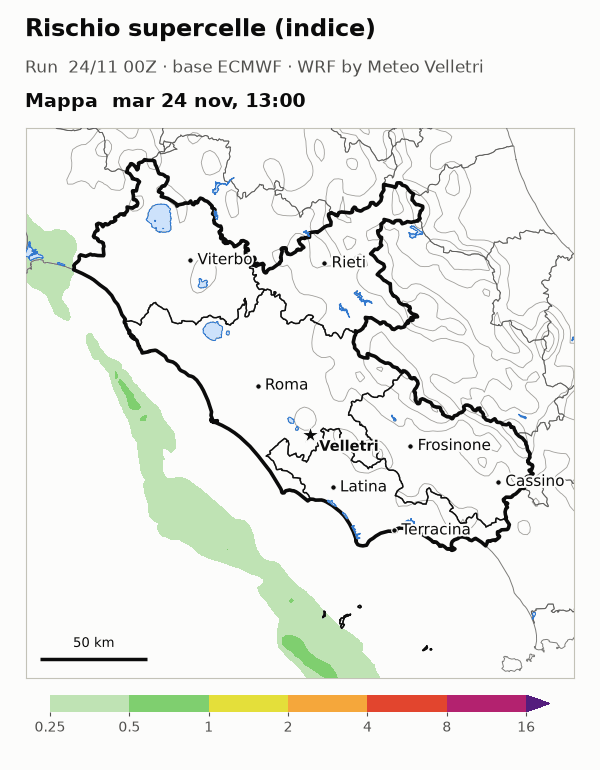 Rischio supercelle (indice)
Run  24/11 00Z · base ECMWF · WRF by Meteo Velletri
Mappa  mar 24 nov, 13:00
Viterbo
Rieti
Roma
Velletri
Frosinone
Cassino
Latina
Terracina
50 km
0.25 0.5 1 2 4 8 16